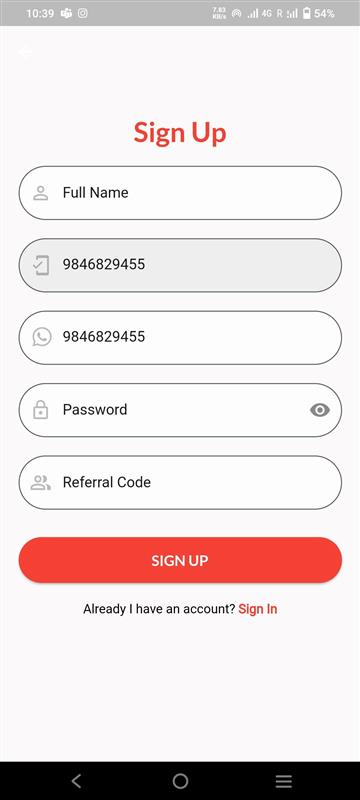 10:39 7.83 KB/s 4G R 54%
Sign Up
Full Name
9846829455
9846829455
Password
Referral Code
SIGN UP
Already I have an account? Sign In